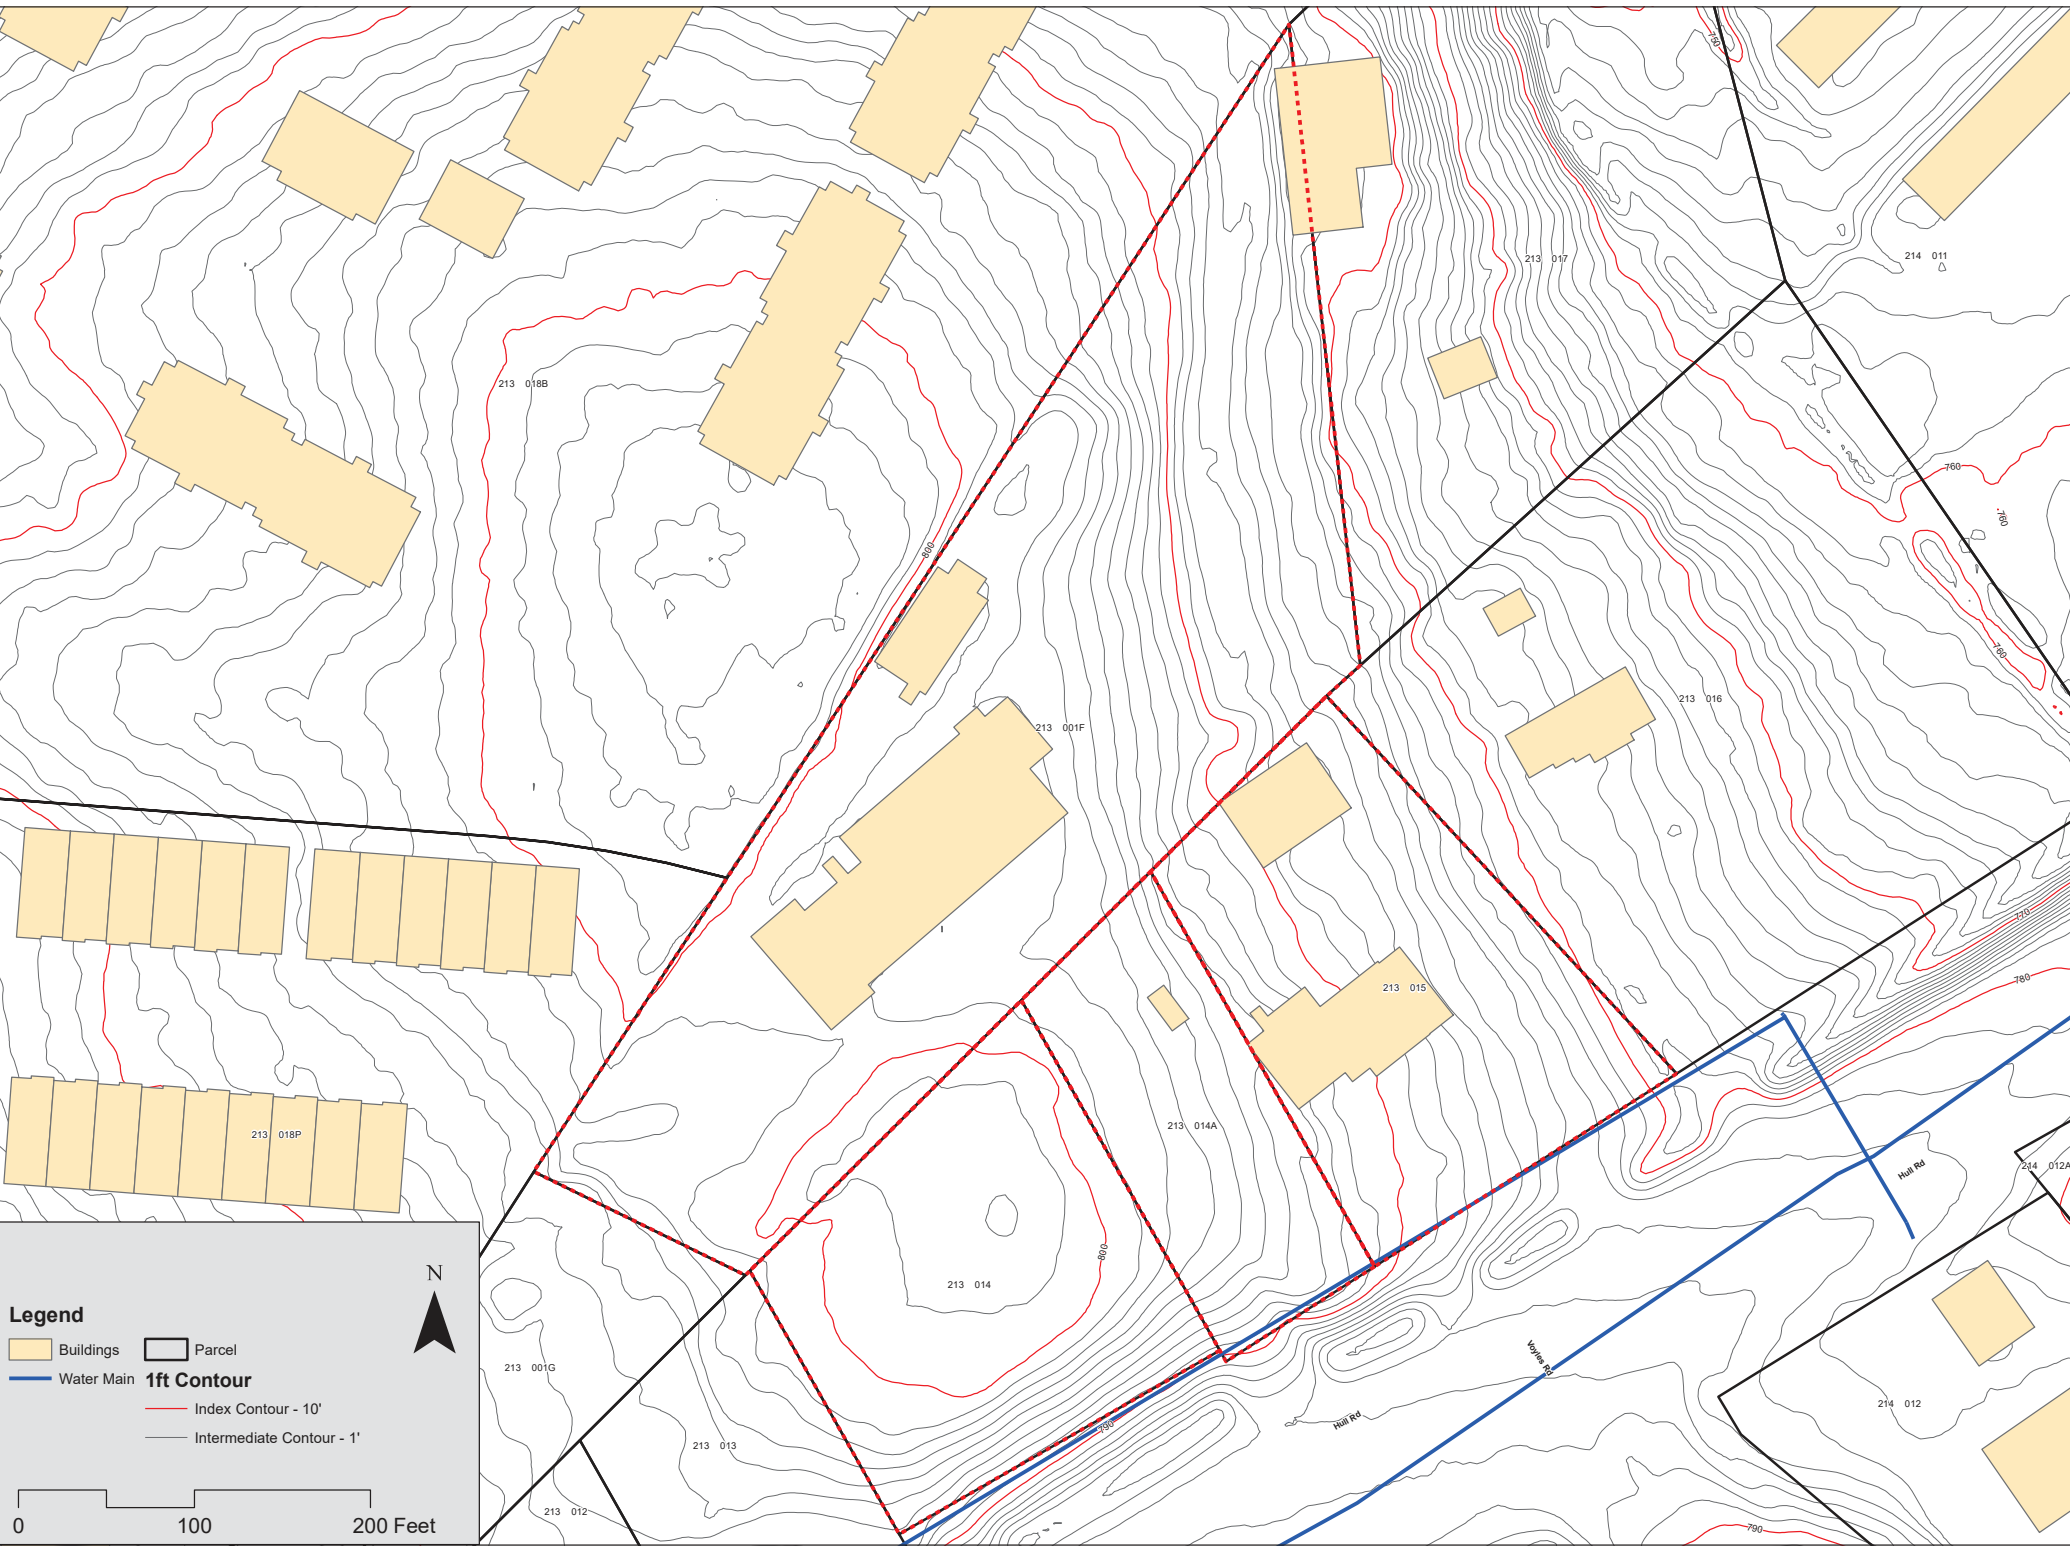 750
213 017
214 011
213 018B
760
760
800
760
213 016
213 001F
770
780
213 015
213 014A
213 018P
Hull Rd
214 012A
800
N
213 014
Legend
Buildings
Parcel
Voyles Rd
213 001G
Water Main
1ft Contour
214 012
Index Contour - 10'
Hull Rd
790
Intermediate Contour - 1'
213 013
213 012
0 100 200 Feet
790